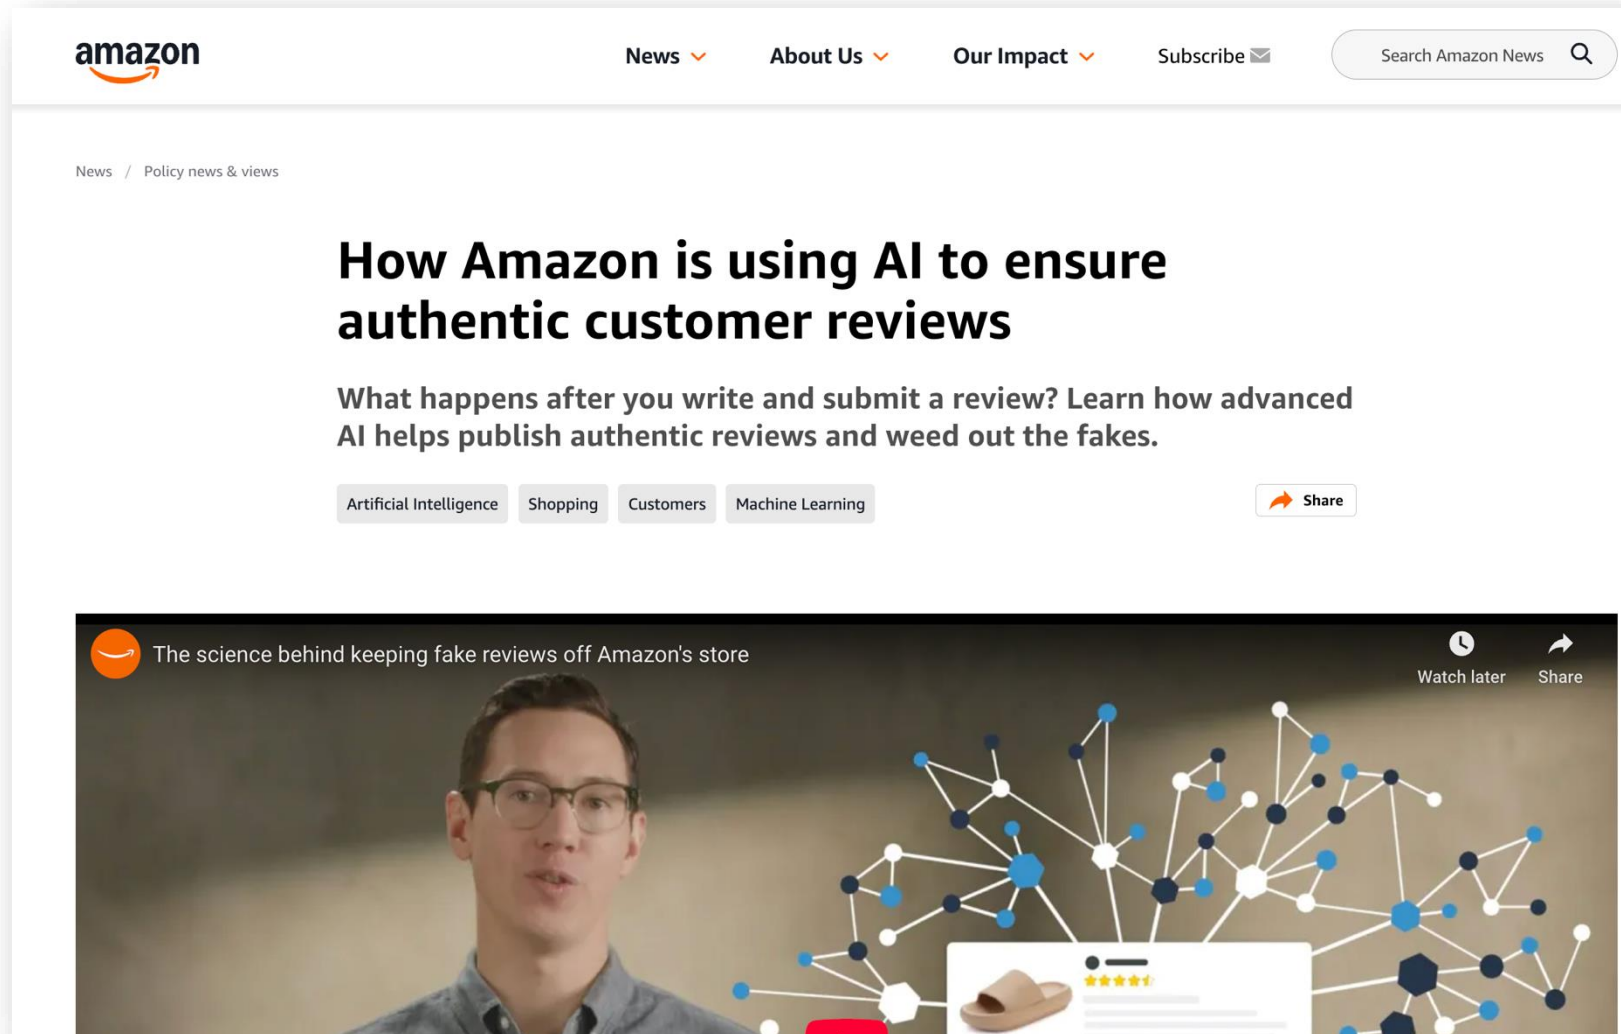 amazon
News
About Us
Our Impact
Subscribe
Search Amazon News
News / Policy news & views
How Amazon is using AI to ensure
authentic customer reviews
What happens after you write and submit a review? Learn how advanced
AI helps publish authentic reviews and weed out the fakes.
Artificial Intelligence
Shopping
Customers
Machine Learning
Share
The science behind keeping fake reviews off Amazon's store
Watch later
Share